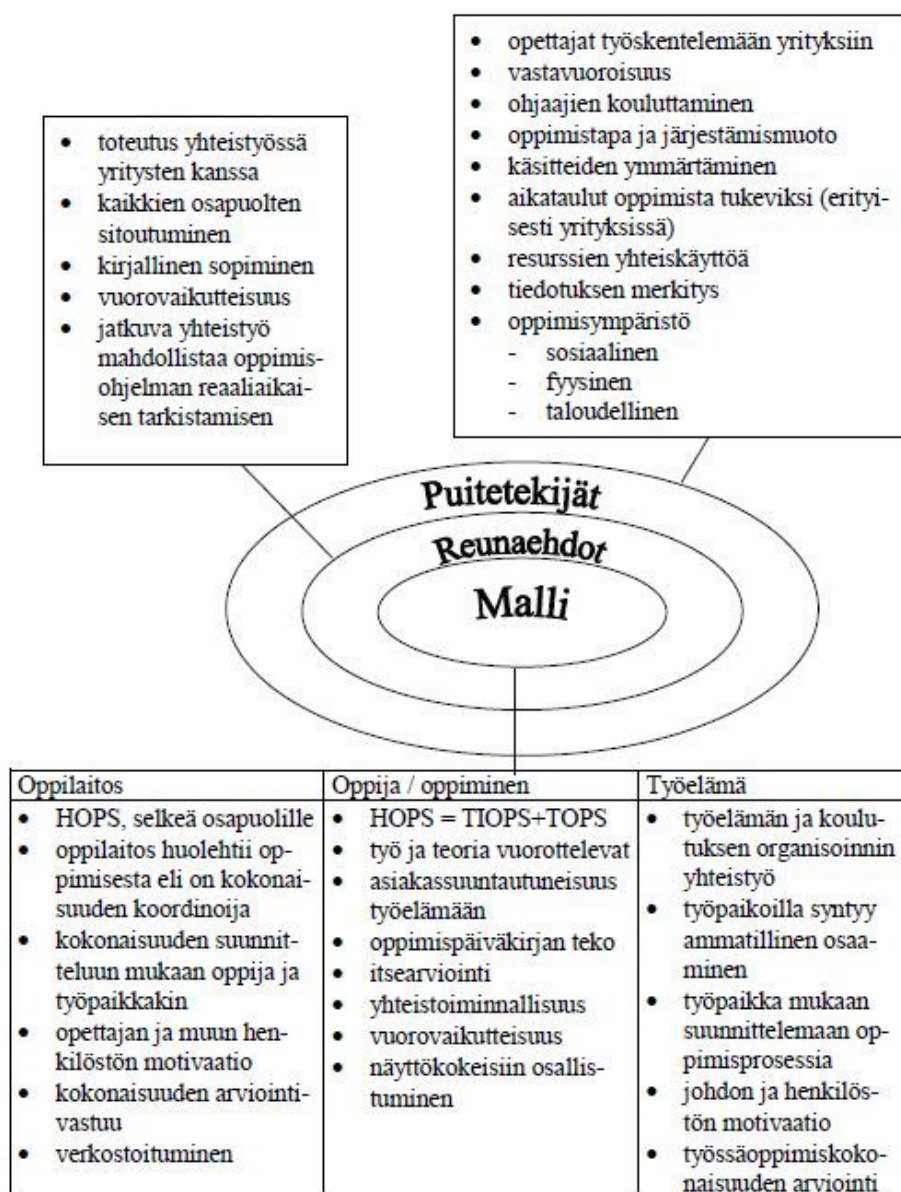 • opettajat työskentelemään yrityksiin
• vastavuoroisuus
• ohjaajien kouluttaminen
• oppimistapa ja järjestämismuoto
• käsitteiden ymmärtäminen
• aikataulut oppimista tukeviksi (erityi-
sesti yrityksissä)
• resurssien yhteiskäyttöä
• tiedotuksen merkitys
• oppimisympäristö
- sosiaalinen
- fyysinen
- taloudellinen
• toteutus yhteistyössä
yritysten kanssa
• kaikkien osapuolten
sitoutuminen
• kirjallinen sopiminen
• vuorovaikutteisuus
• jatkuva yhteistyö
mahdollistaa oppimis-
ohjelman reaaliaikai-
sen tarkistamisen
Puitetekijät
Reunaehdot
Malli
Oppilaitos
• HOPS, selkeä osapuolille
• oppilaitos huolehtii op-
pimisesta eli on kokonai-
suuden koordinoija
• kokonaisuuden suunnit-
teluun mukaan oppija ja
työpaikkakin
• opettajan ja muun hen-
kilöstön motivaatio
• kokonaisuuden arviointi-
vastuu
• verkostoituminen
Oppija / oppiminen
• HOPS = TIOPS+TOPS
• työ ja teoria vuorottelevat
• asiakassuuntautuneisuus
työelämään
• oppimispäiväkirjan teko
• itsearviointi
• yhteistoiminnallisuus
• vuorovaikutteisuus
• näyttökokeisiin osallis-
tuminen
Työelämä
• työelämän ja koulu-
tuksen organisoinnin
yhteistyö
• työpaikoilla syntyy
ammatillinen osaa-
minen
• työpaikka mukaan
suunnittelemaan op-
pimisprosessia
• johdon ja henkilös-
tön motivaatio
• työssäoppimiskoko-
naisuuden arviointi